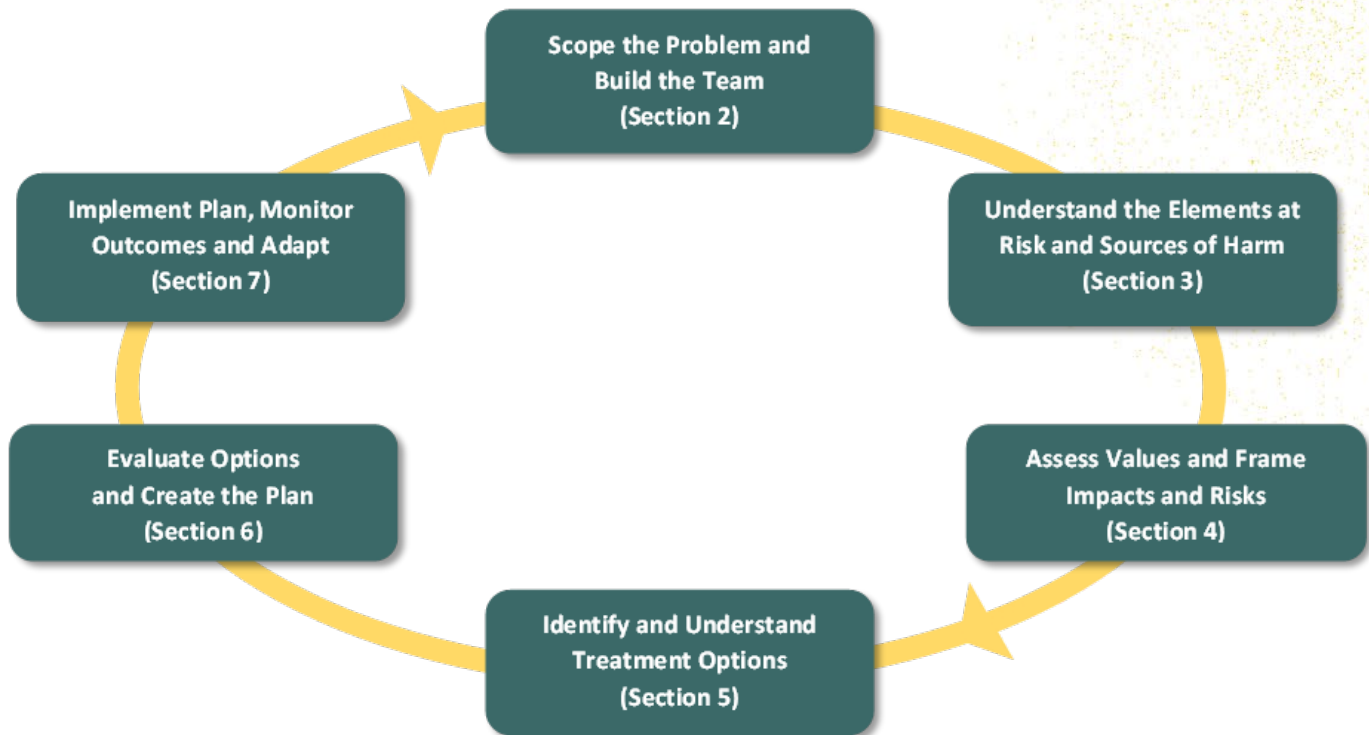 Scope the Problem and
Build the Team
(Section 2)
Understand the Elements at
Risk and Sources of Harm
(Section 3)
Assess Values and Frame
Impacts and Risks
(Section 4)
Identify and Understand
Treatment Options
(Section 5)
Evaluate Options
and Create the Plan
(Section 6)
Implement Plan, Monitor
Outcomes and Adapt
(Section 7)